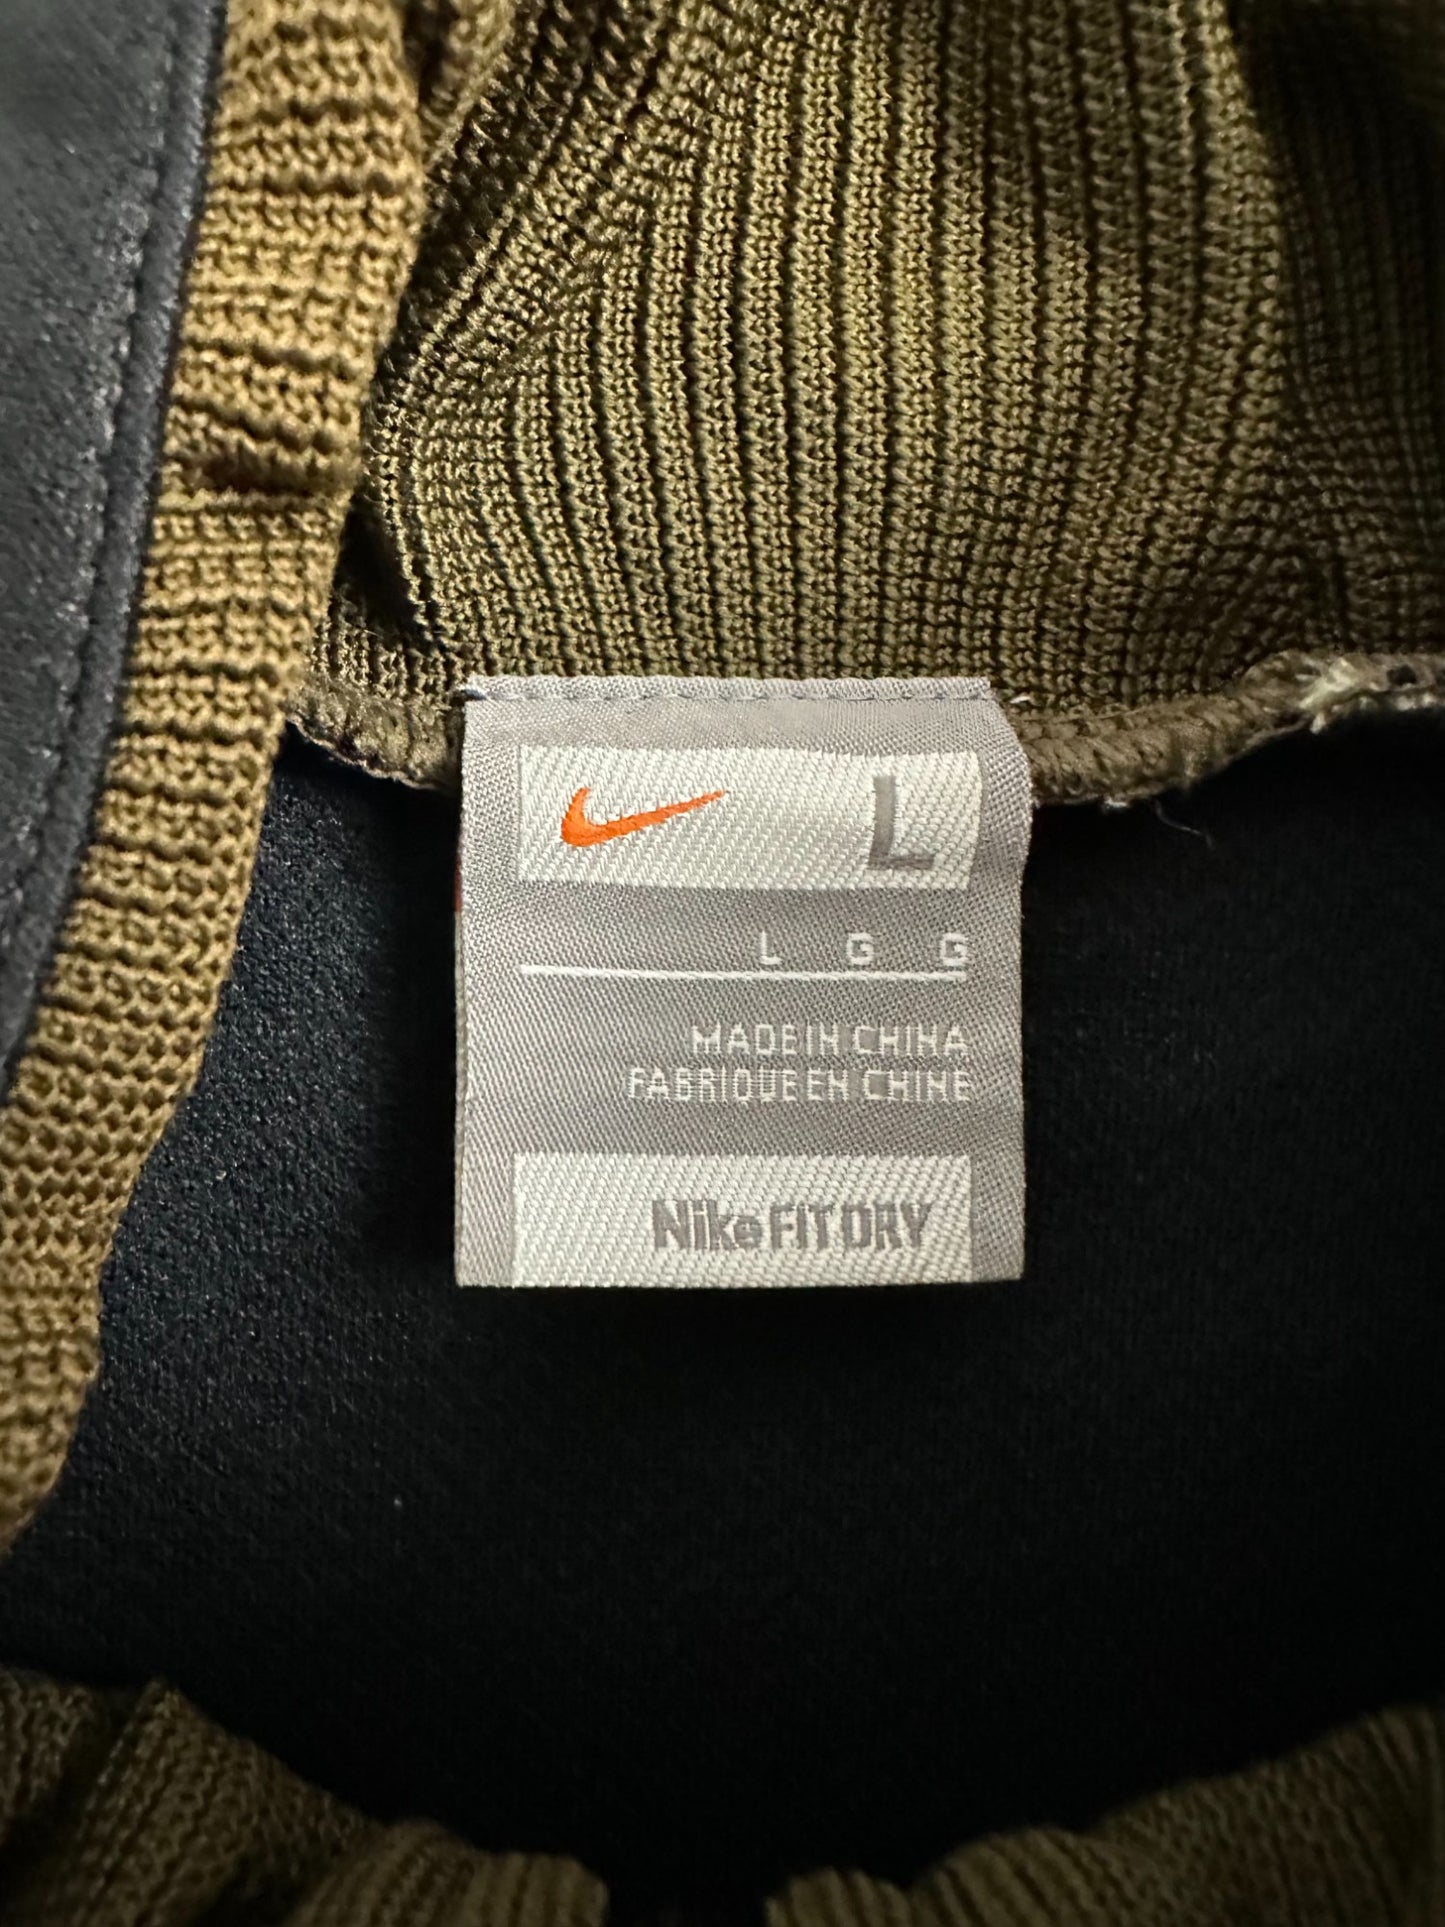 L
L G G
MADE IN CHINA
FABRIQUE EN CHINE
Nike FIT DRY